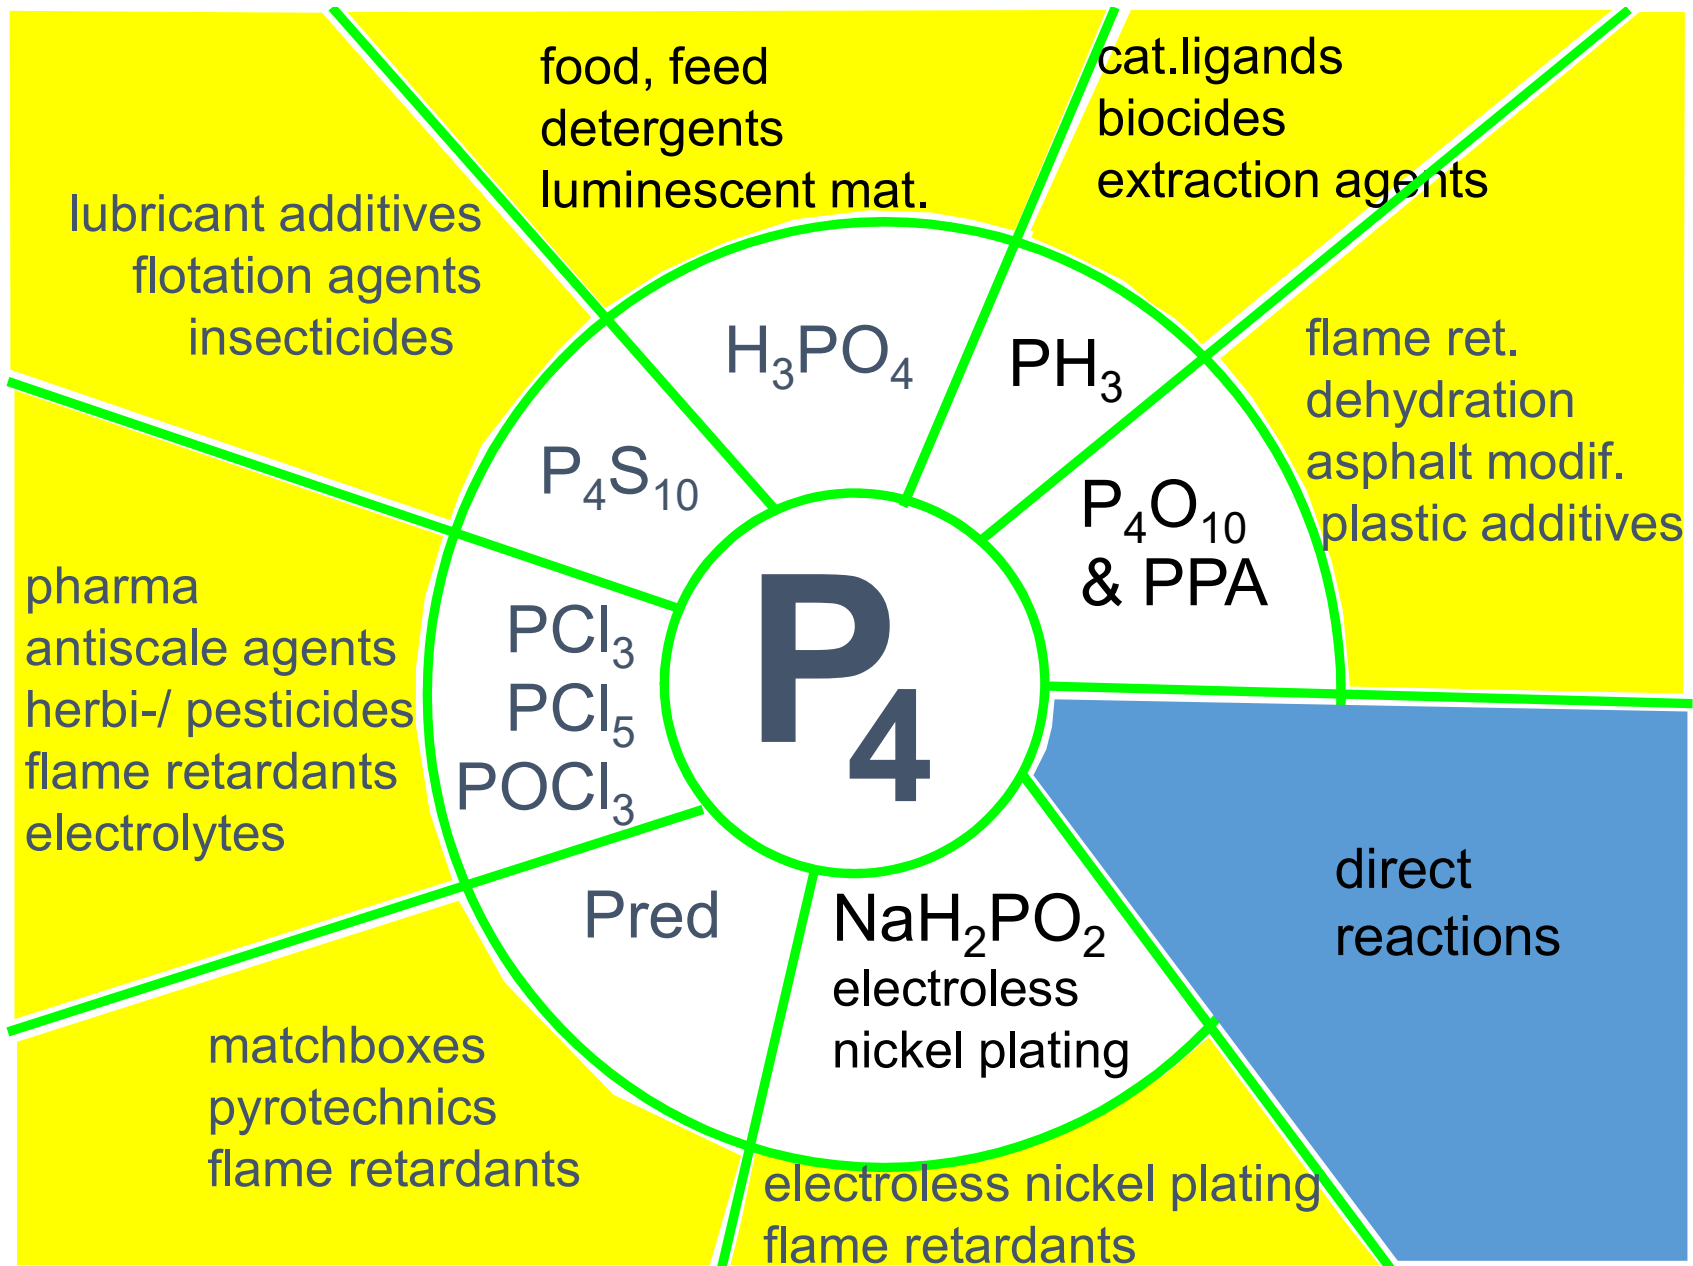 food, feed
detergents
luminescent mat.
cat.ligands
biocides
extraction agents
lubricant additives
flotation agents
insecticides
flame ret.
dehydration
asphalt modif.
plastic additives
H₃PO₄
PH₃
P₄S₁₀
P₄O₁₀
& PPA
pharma
antiscale agents
herbi-/ pesticides
flame retardants
electrolytes
PCl₃
PCl₅
POCl₃
P₄
direct
reactions
Pred
NaH₂PO₂
electroless
nickel plating
matchboxes
pyrotechnics
flame retardants
electroless nickel plating
flame retardants